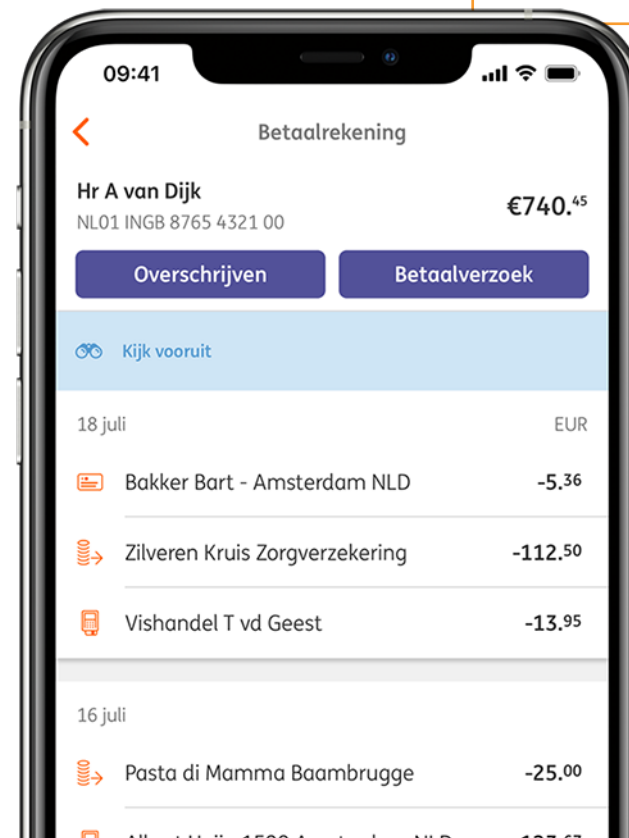 09:41
Betaalrekening
Hr A van Dijk
€740.45
NL01 INGB 8765 4321 00
Overschrijven Betaalverzoek
Kijk vooruit
18 juli EUR
Bakker Bart - Amsterdam NLD -5.36
Zilveren Kruis Zorgverzekering -112.50
Vishandel T vd Geest -13.95
16 juli
Pasta di Mamma Baambrugge -25.00